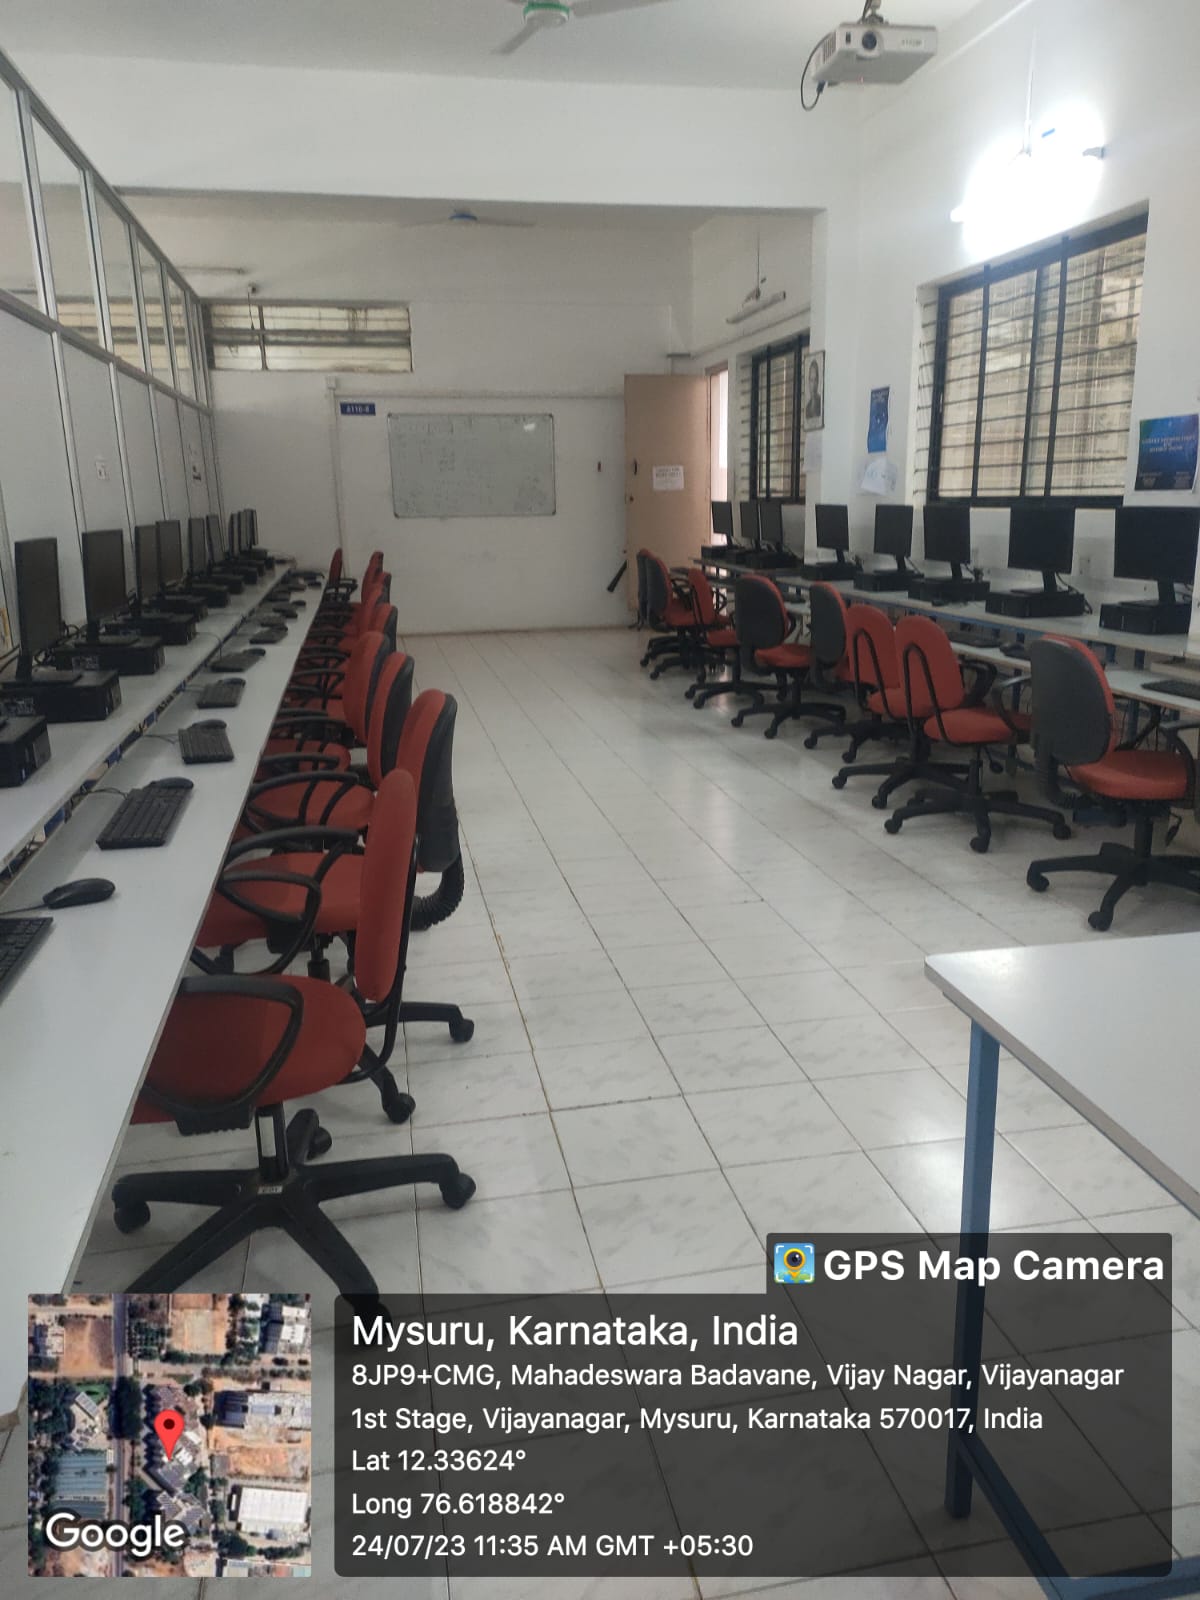 A110-B
GPS Map Camera
Mysuru, Karnataka, India
8JP9+CMG, Mahadeswara Badavane, Vijay Nagar, Vijayanagar
1st Stage, Vijayanagar, Mysuru, Karnataka 570017, India
Lat 12.33624°
Long 76.618842°
24/07/23 11:35 AM GMT +05:30
Google